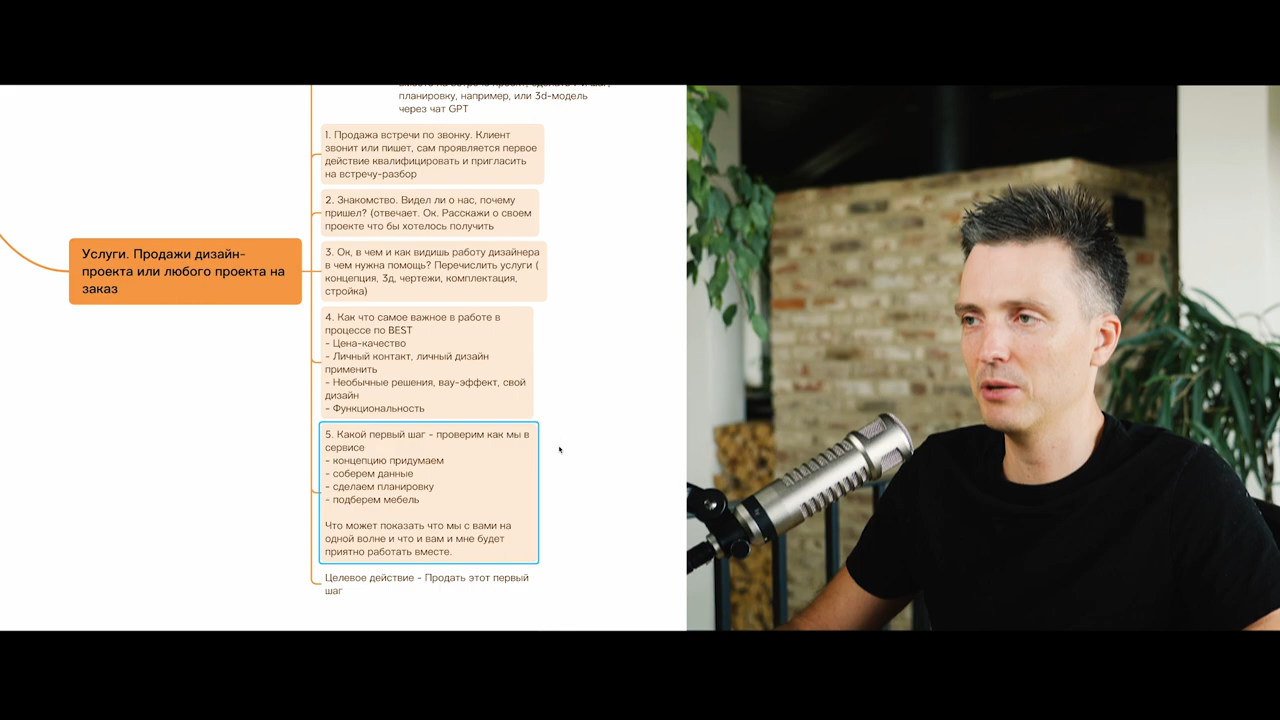 планировку, например, или 3d-модель
через чат GPT
1. Продажа встречи по звонку. Клиент
звонит или пишет, сам проявляется первое
действие квалифицировать и пригласить
на встречу-разбор
2. Знакомство. Видел ли о нас, почему
пришел? (отвечает. Ок. Расскажи о своем
проекте что бы хотелось получить
Услуги. Продажи дизайн-
проекта или любого проекта на
заказ
3. Ок, в чем и как видишь работу дизайнера
в чем нужна помощь? Перечислить услуги (
концепция, 3д, чертежи, комплектация,
стройка)
4. Как что самое важное в работе в
процессе по BEST
- Цена-качество
- Личный контакт, личный дизайн
применить
- Необычные решения, вау-эффект, свой
дизайн
- Функциональность
5. Какой первый шаг - проверим как мы в
сервисе
- концепцию придумаем
- соберем данные
- сделаем планировку
- подберем мебель
Что может показать что мы с вами на
одной волне и что и вам и мне будет
приятно работать вместе.
Целевое действие - Продать этот первый
шаг